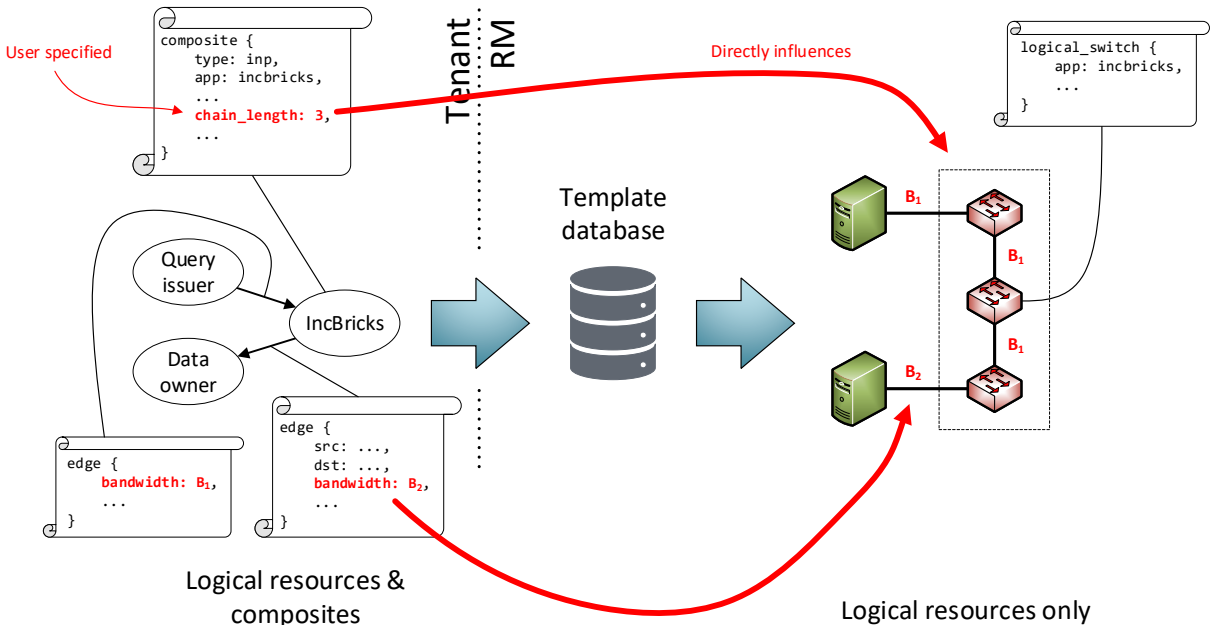 User specified
composite {
type: inp,
app: incbricks,
...
chain_length: 3,
...
}
Tenant
RM
Directly influences
logical_switch {
app: incbricks,
...
}
Query
issuer
IncBricks
Data
owner
Template
database
B₁
B₁
B₁
B₂
edge {
bandwidth: B₁,
...
}
edge {
src: ...,
dst: ...,
bandwidth: B₂,
...
}
Logical resources &
composites
Logical resources only